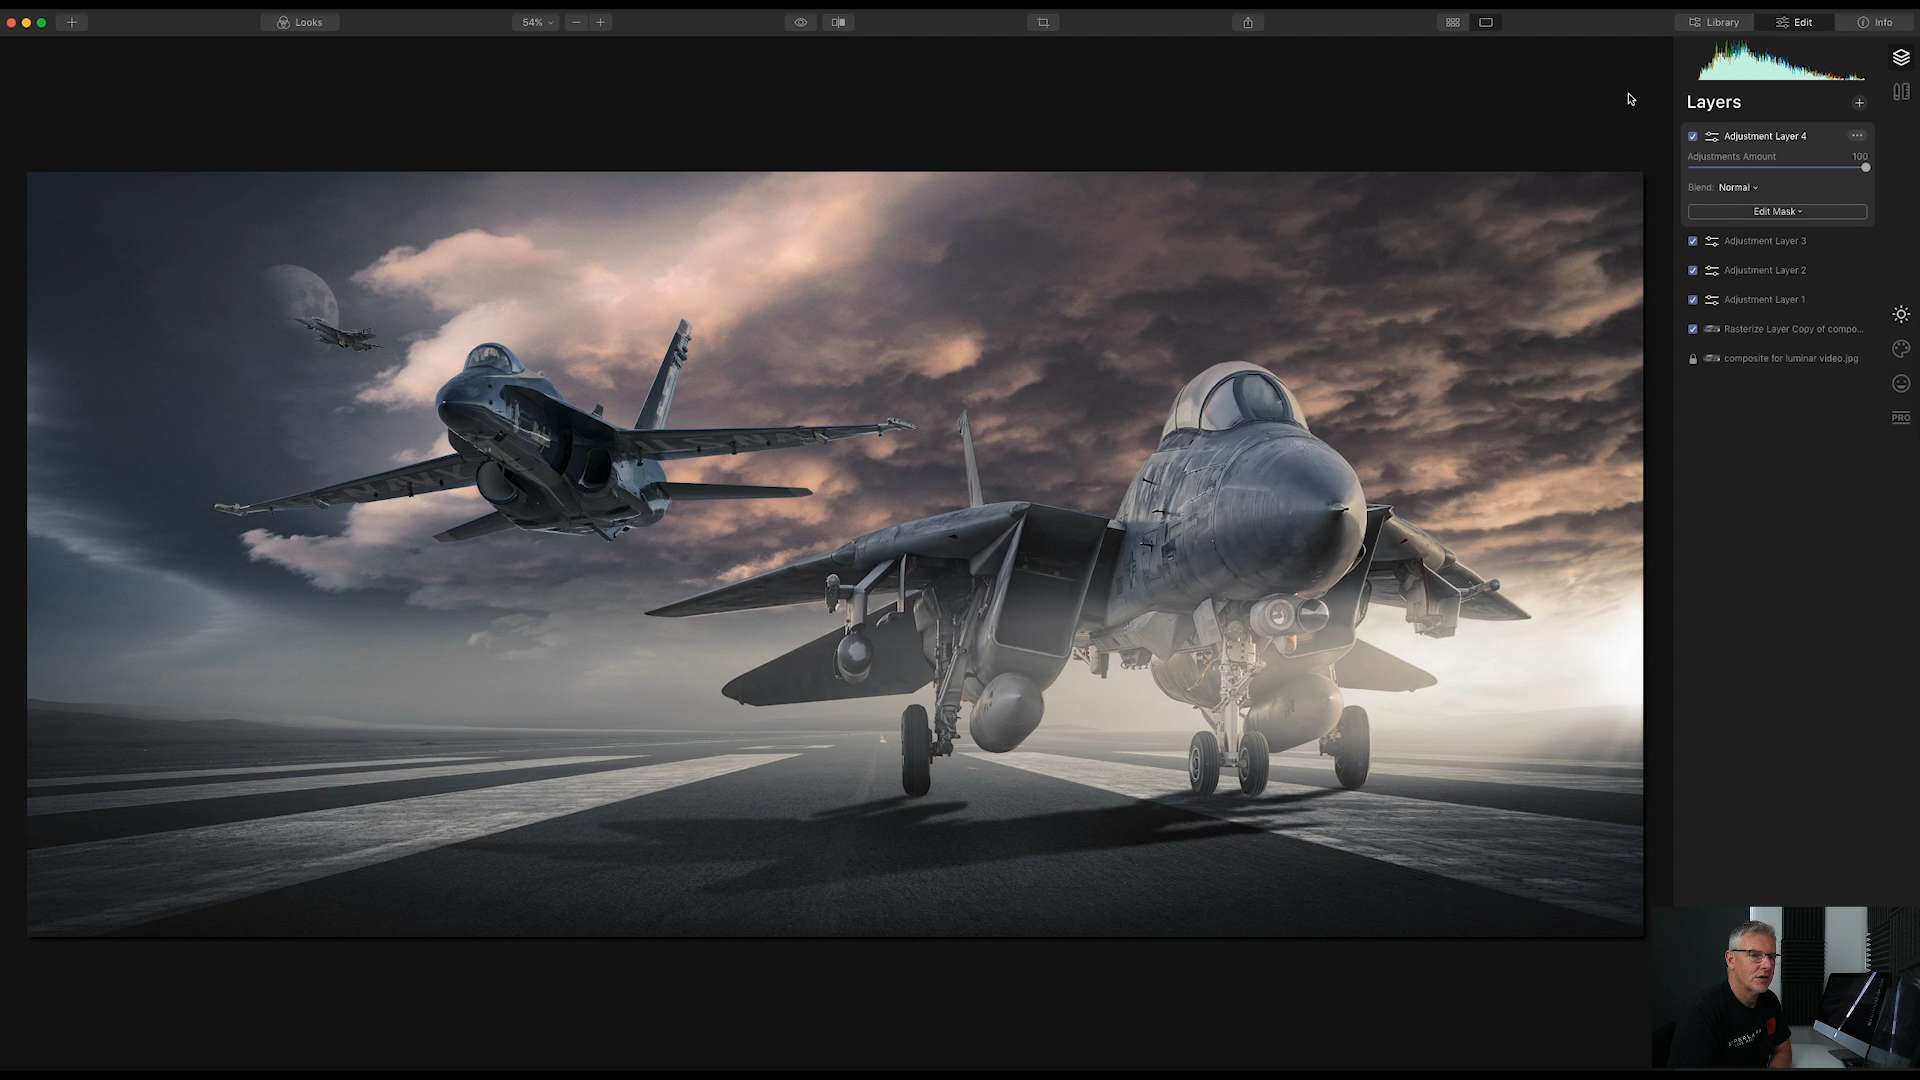 Looks
54%
Library
Edit
Info
Layers
Adjustment Layer 4
Adjustments Amount 100
Blend: Normal
Edit Mask
Adjustment Layer 3
Adjustment Layer 2
Adjustment Layer 1
Rasterize Layer Copy of compo...
composite for luminar video.jpg
PRO
NAVY